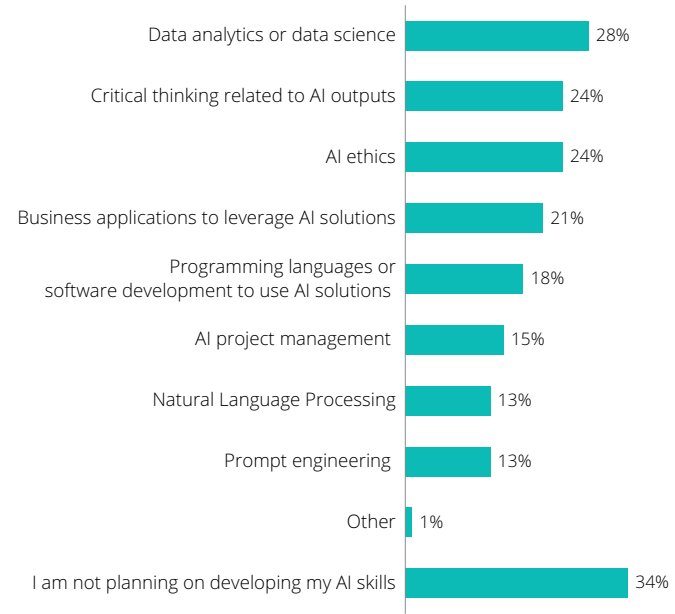 Data analytics or data science 28%
Critical thinking related to AI outputs 24%
AI ethics 24%
Business applications to leverage AI solutions 21%
Programming languages or
software development to use AI solutions 18%
AI project management 15%
Natural Language Processing 13%
Prompt engineering 13%
Other 1%
I am not planning on developing my AI skills 34%